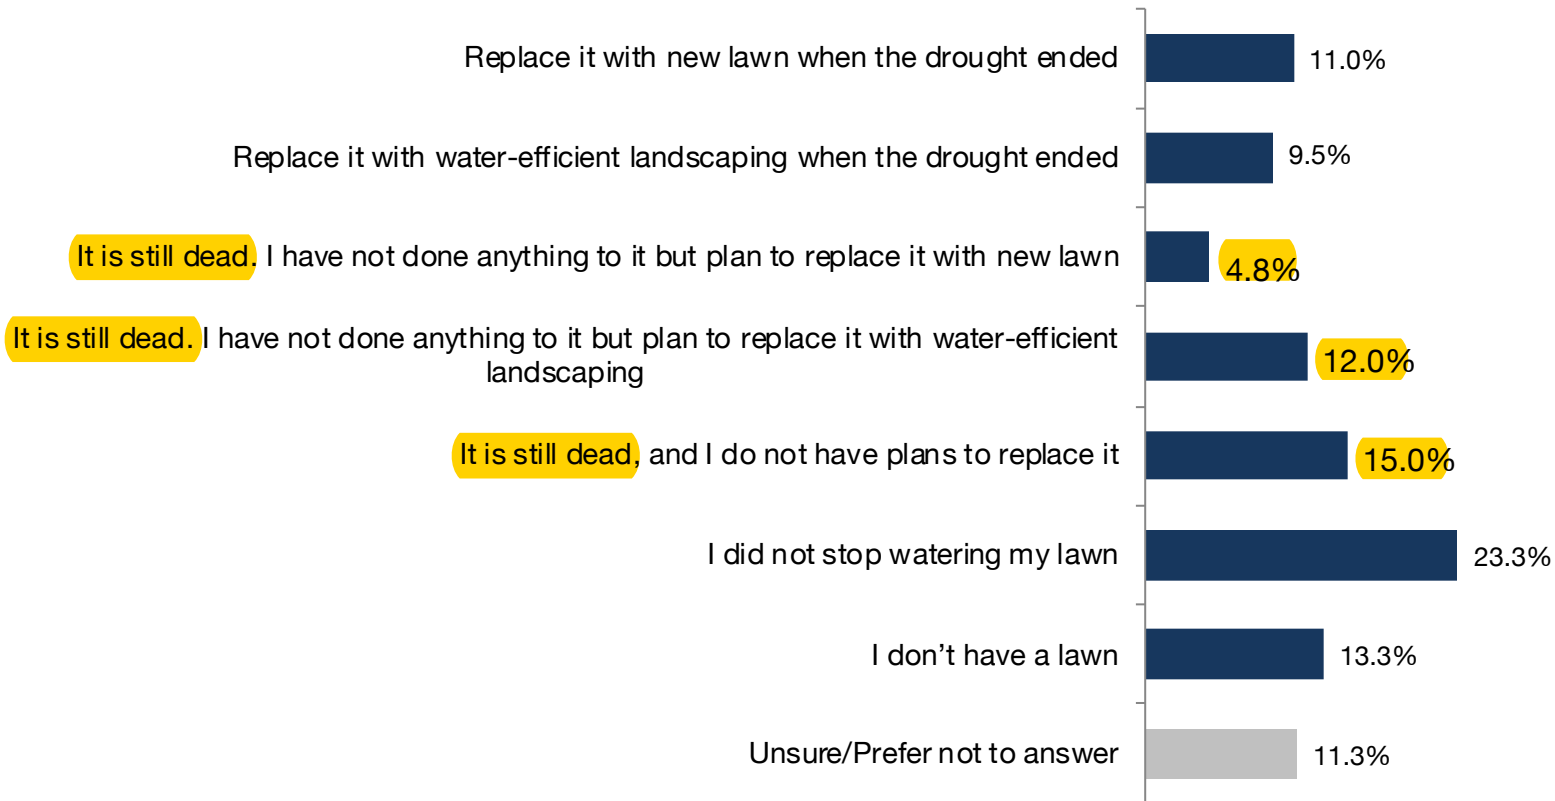 Replace it with new lawn when the drought ended 11.0%
Replace it with water-efficient landscaping when the drought ended 9.5%
It is still dead. I have not done anything to it but plan to replace it with new lawn 4.8%
It is still dead. I have not done anything to it but plan to replace it with water-efficient
landscaping 12.0%
It is still dead, and I do not have plans to replace it 15.0%
I did not stop watering my lawn 23.3%
I don’t have a lawn 13.3%
Unsure/Prefer not to answer 11.3%